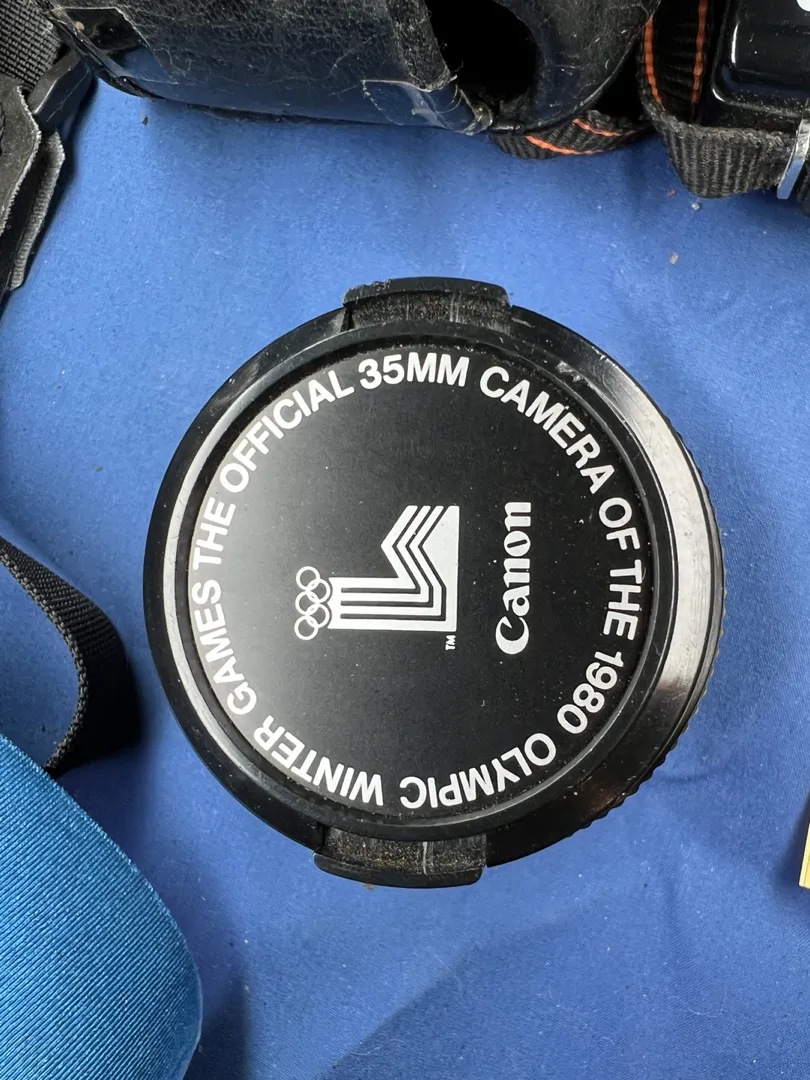 THE OFFICIAL 35MM CAMERA OF THE 1980 OLYMPIC WINTER GAMES
TM
Canon